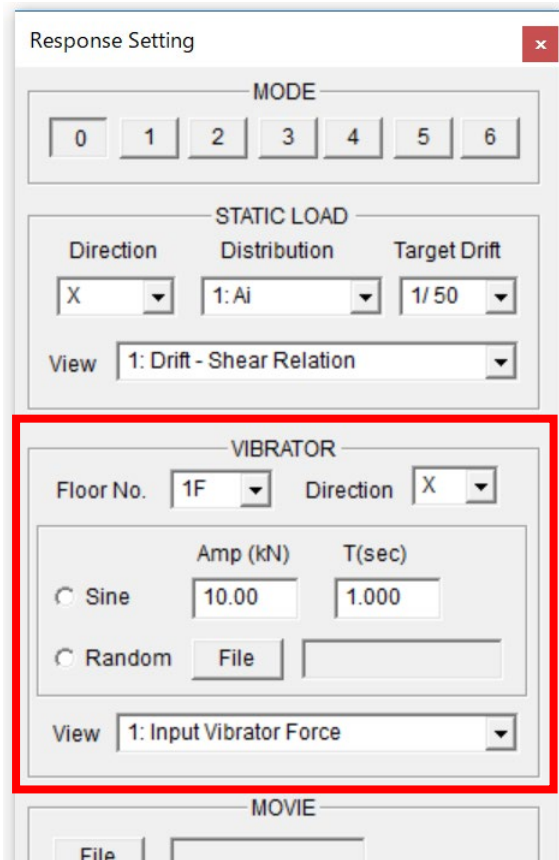 Response Setting x
MODE
0 1 2 3 4 5 6
STATIC LOAD
Direction Distribution Target Drift
X 1: Ai 1/ 50
View 1: Drift - Shear Relation
VIBRATOR
Floor No. 1F Direction X
Amp (kN) T(sec)
Sine 10.00 1.000
Random File
View 1: Input Vibrator Force
MOVIE
File